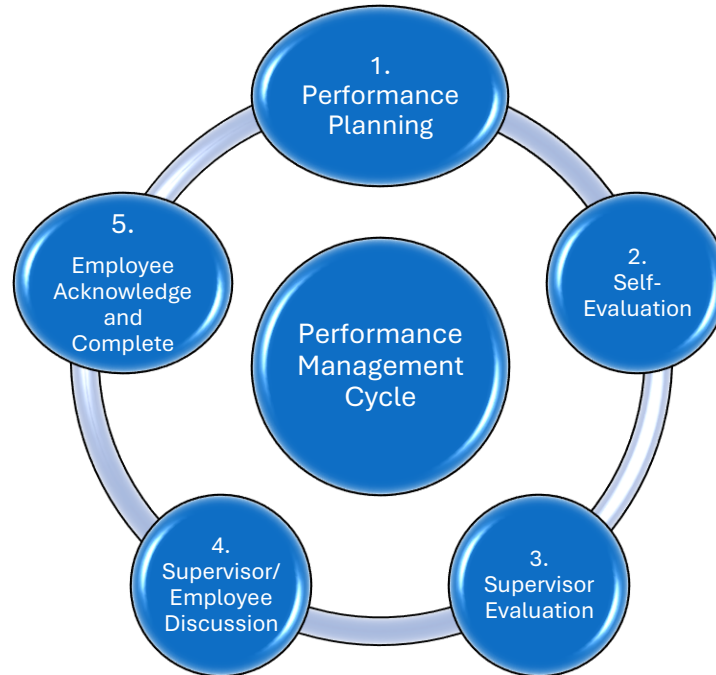 1.
Performance
Planning
2.
Self-
Evaluation
3.
Supervisor
Evaluation
4.
Supervisor/
Employee
Discussion
5.
Employee
Acknowledge
and
Complete
Performance
Management
Cycle